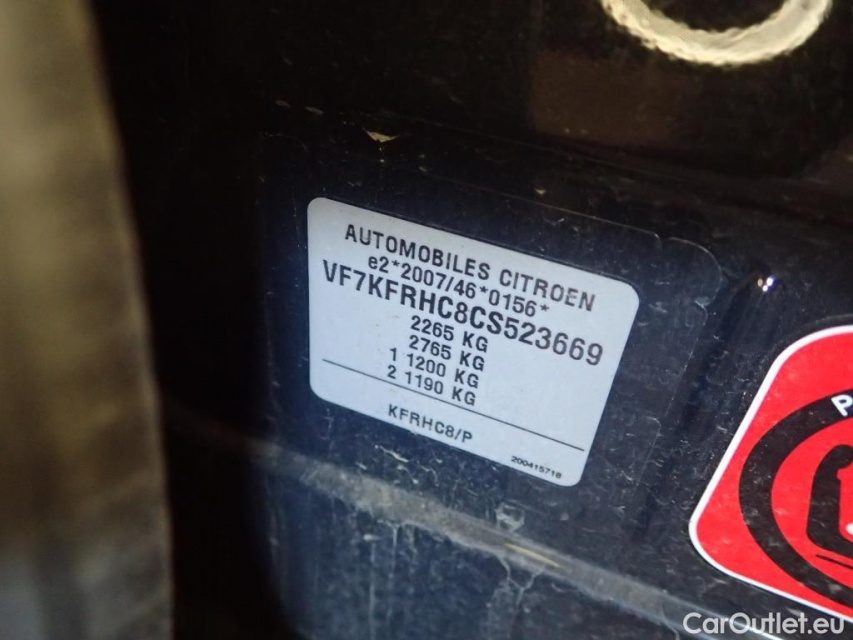 AUTOMOBILES CITROEN
e2*2007/46*0156*
VF7KFRHC8CS523669
2265 KG
2765 KG
1 1200 KG
2 1190 KG
KFRHC8/P
200415718
P
CarOutlet.eu